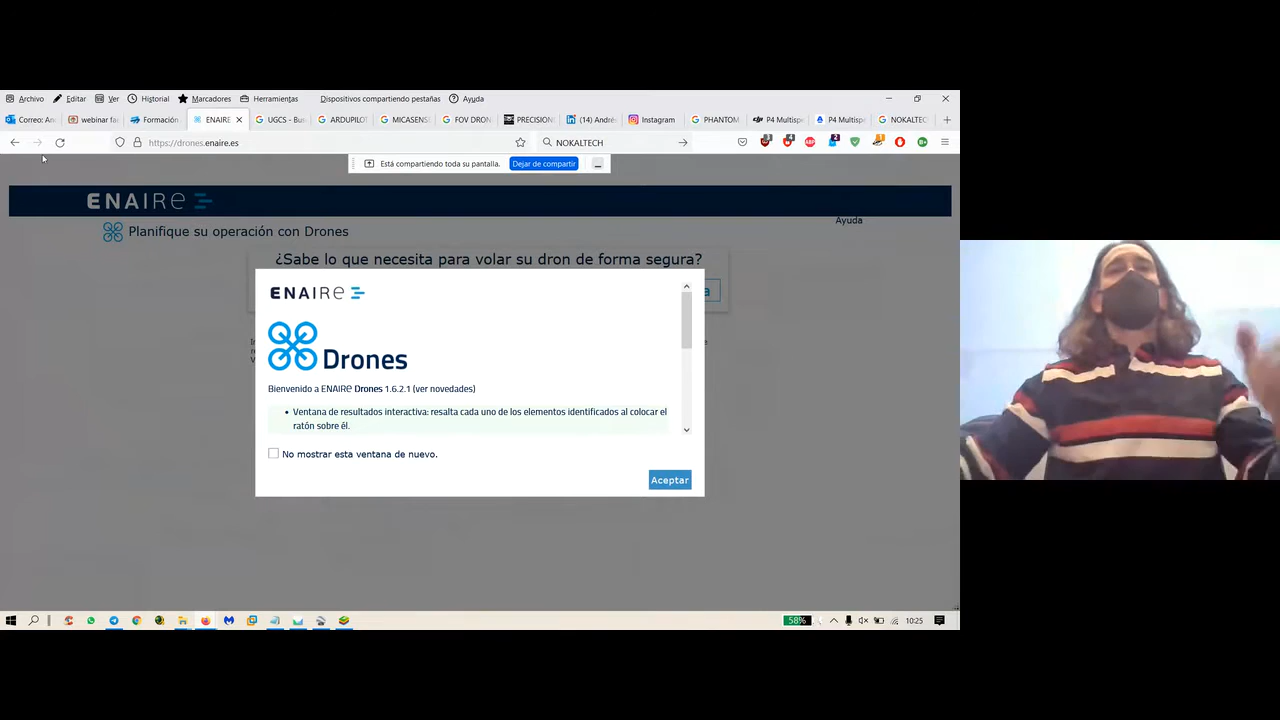 Archivo Editar Ver Historial Marcadores Herramientas Dispositivos compartiendo pestañas Ayuda
Correo: An webinar fa Formación ENAIRE UGCS - Bu ARDUPILOT MICASENS FOV DRON PRECISION (14) André Instagram PHANTOM P4 Multisp P4 Multisp NOKALTEC
https://drones.enaire.es NOKALTECH
Está compartiendo toda su pantalla. Dejar de compartir
ENAIRE
Ayuda
Planifique su operación con Drones
¿Sabe lo que necesita para volar su dron de forma segura?
ENAIRE
Drones
Bienvenido a ENAIRE Drones 1.6.2.1 (ver novedades)
• Ventana de resultados interactiva: resalta cada uno de los elementos identificados al colocar el
ratón sobre él.
No mostrar esta ventana de nuevo.
Aceptar
58% 10:25